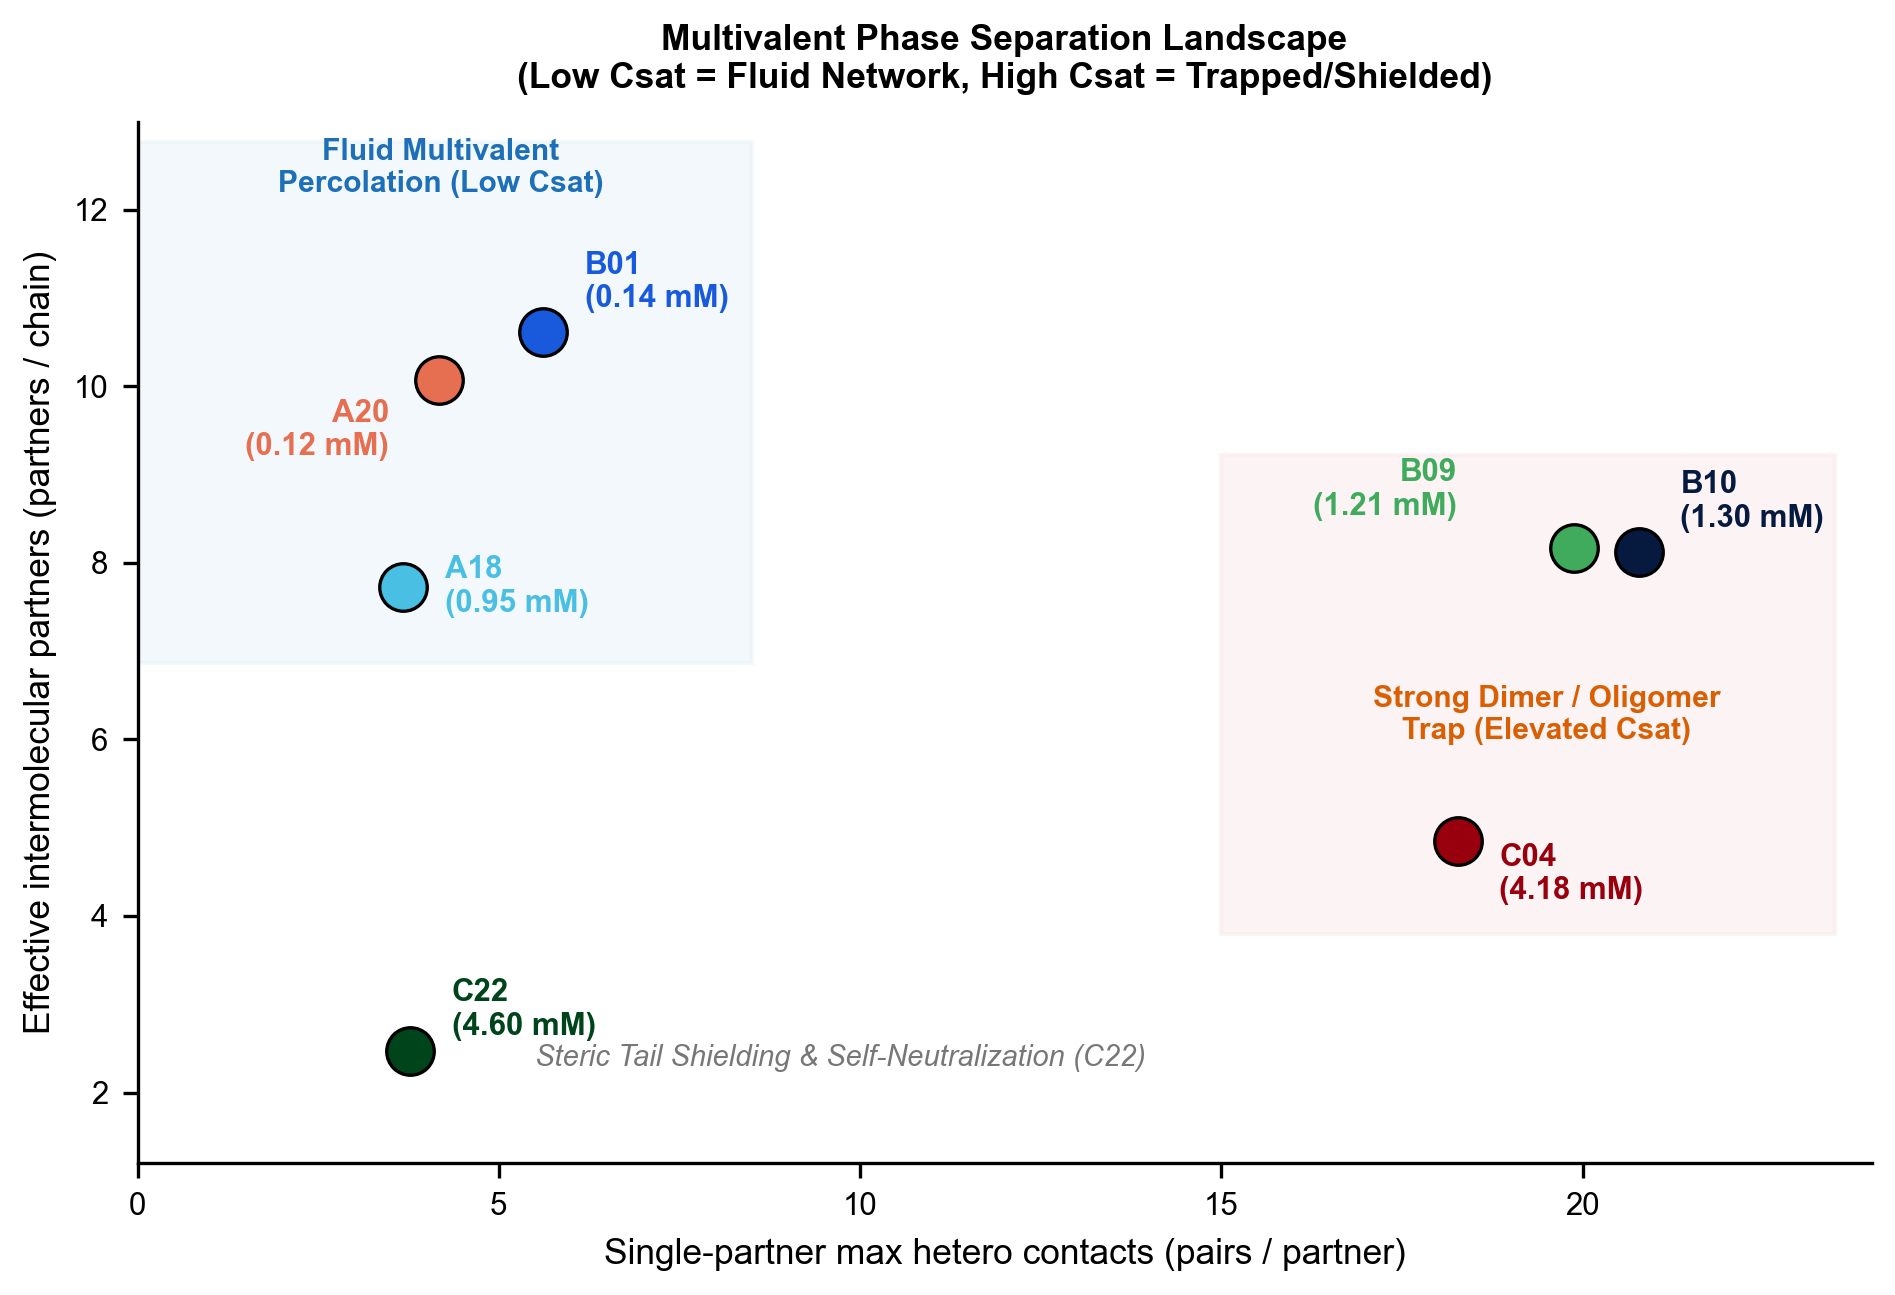 Multivalent Phase Separation Landscape
(Low Csat = Fluid Network, High Csat = Trapped/Shielded)
Fluid Multivalent
Percolation (Low Csat)
B01
(0.14 mM)
A20
(0.12 mM)
A18
(0.95 mM)
B09
(1.21 mM)
B10
(1.30 mM)
Strong Dimer / Oligomer
Trap (Elevated Csat)
C04
(4.18 mM)
C22
(4.60 mM)
Steric Tail Shielding & Self-Neutralization (C22)
Effective intermolecular partners (partners / chain)
12
10
8
6
4
2
0
5
10
15
20
Single-partner max hetero contacts (pairs / partner)